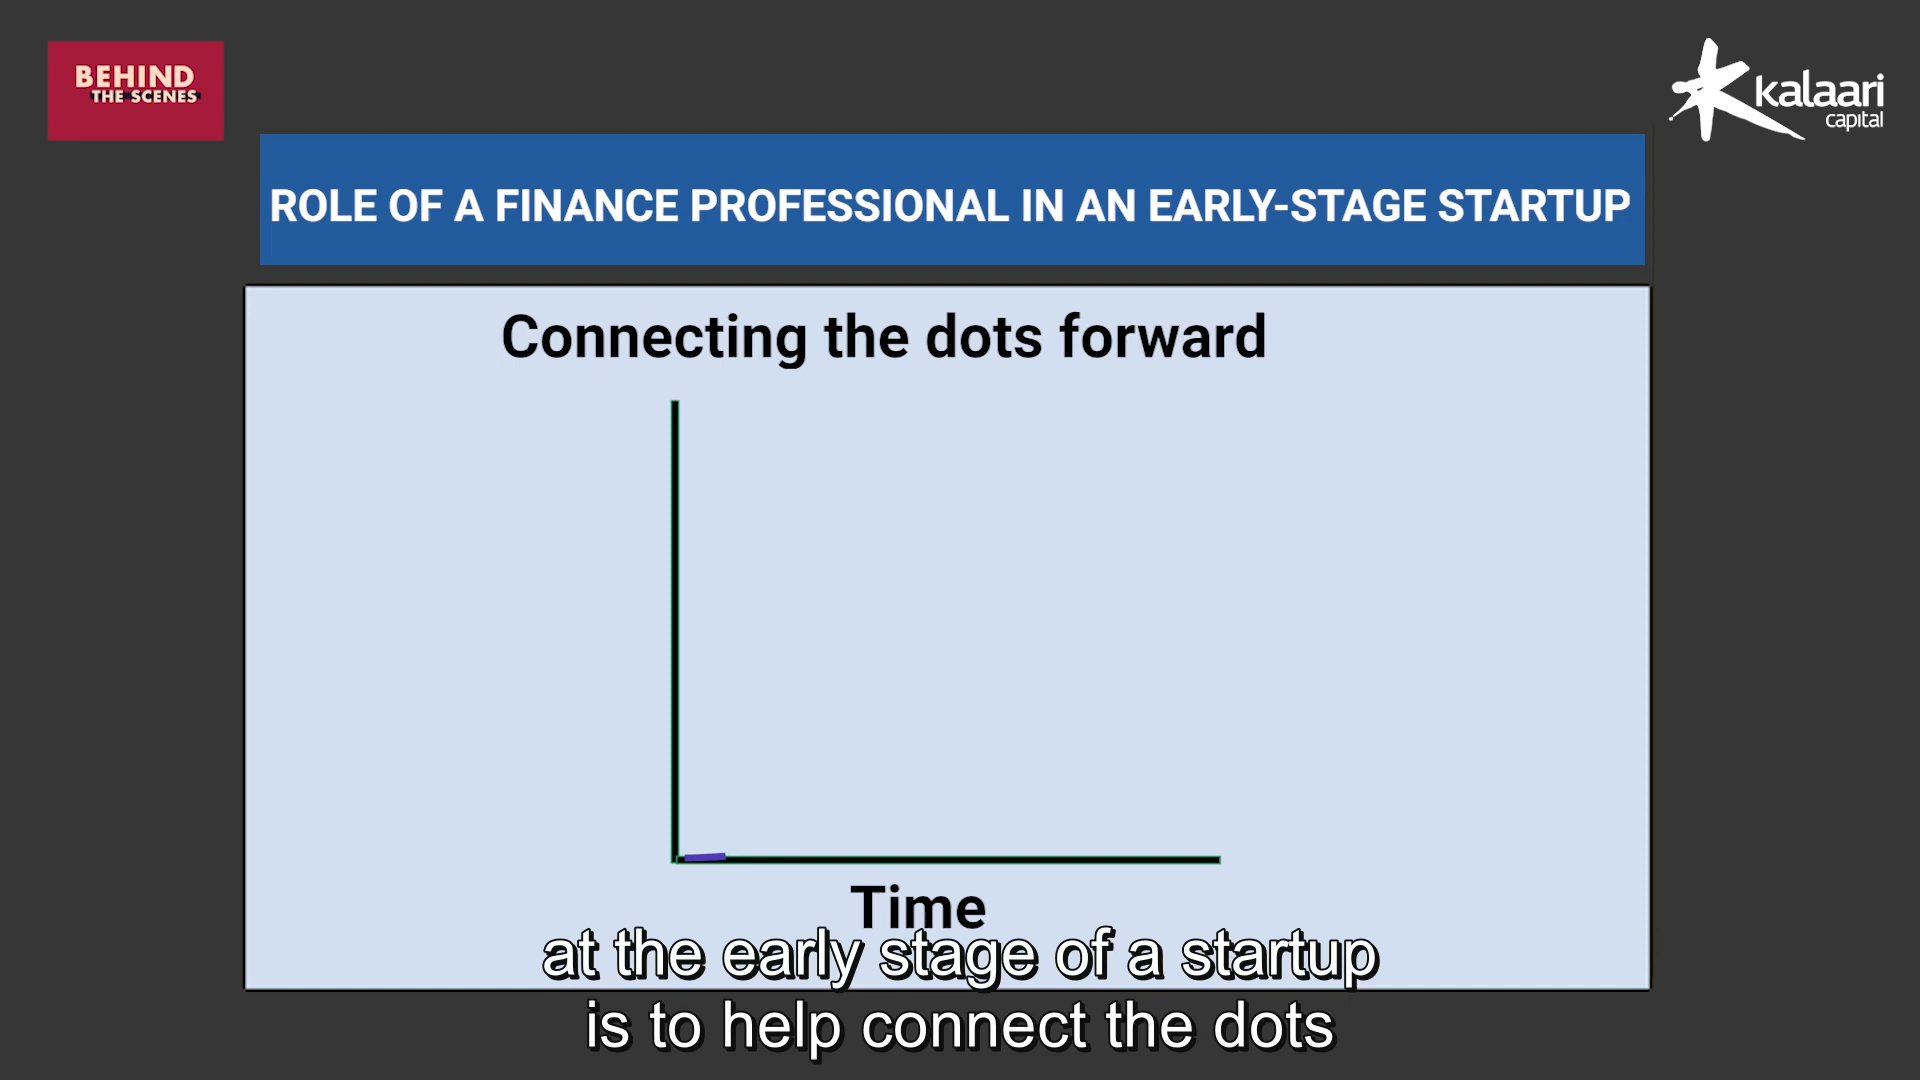 BEHIND
THE SCENES
kalaari
capital
ROLE OF A FINANCE PROFESSIONAL IN AN EARLY-STAGE STARTUP
Connecting the dots forward
Time
at the early stage of a startup
is to help connect the dots